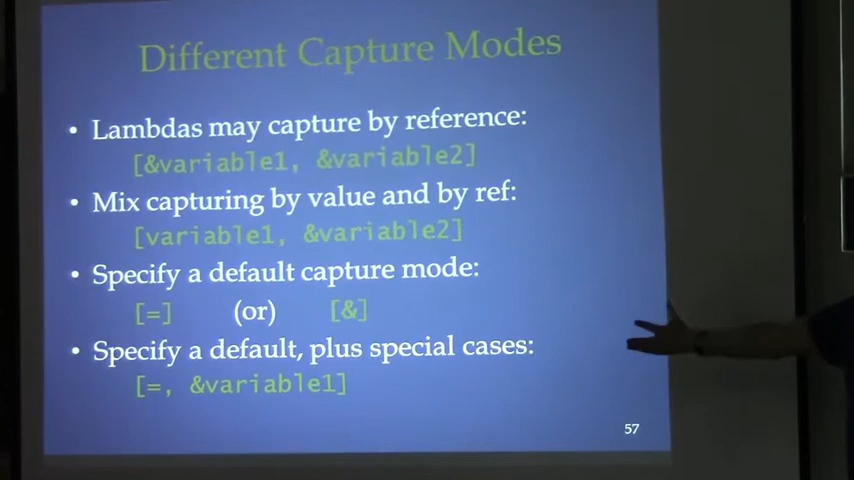 Different Capture Modes
• Lambdas may capture by reference:
[&variable1, &variable2]
• Mix capturing by value and by ref:
[variable1, &variable2]
• Specify a default capture mode:
[=] (or) [&]
• Specify a default, plus special cases:
[=, &variable1]
57